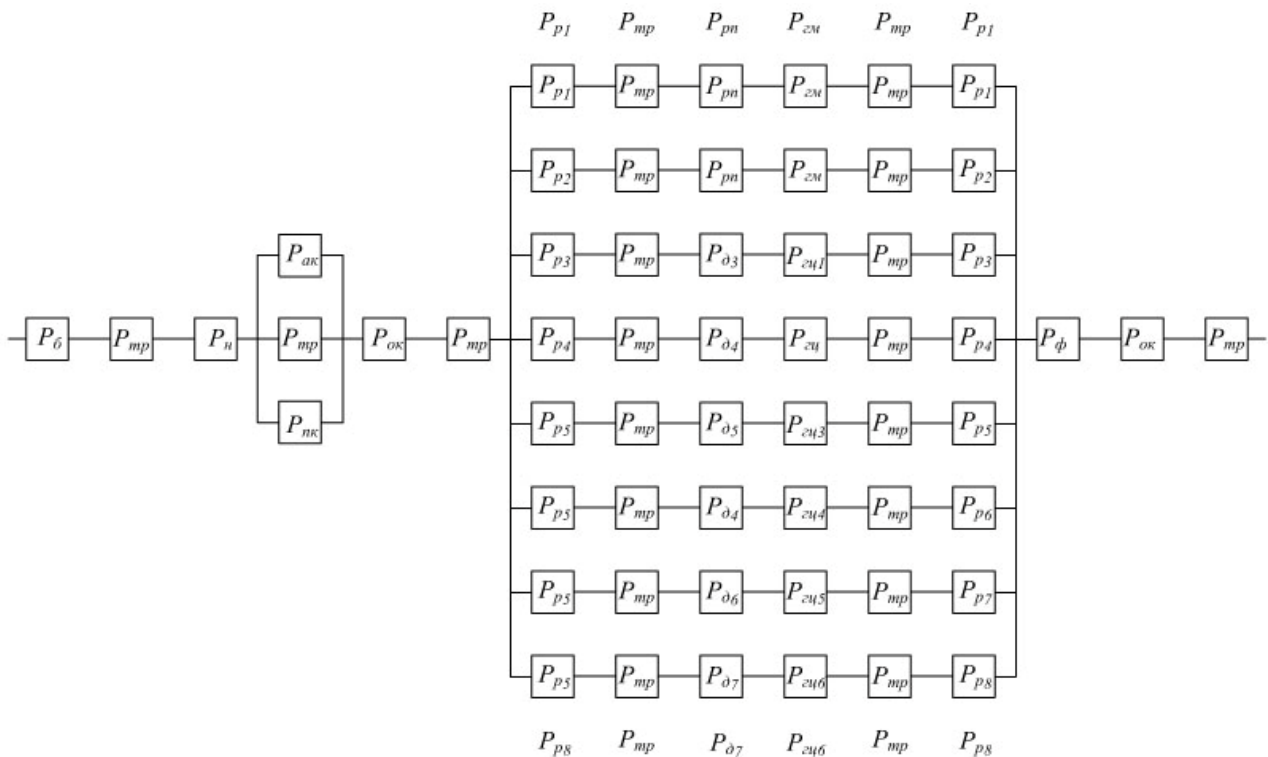 Pр1 Pтр Pрп Pгм Pтр Pр1
Pр1 Pтр Pрп Pгм Pтр Pр1
Pр2 Pтр Pрп Pгм Pтр Pр2
Pак Pр3 Pтр Pд3 Pгц1 Pтр Pр3
Pб Pтр Pн Pтр Pок Pтр Pр4 Pтр Pд4 Pгц Pтр Pр4 Pф Pок Pтр
Pпк Pр5 Pтр Pд5 Pгц3 Pтр Pр5
Pр5 Pтр Pд4 Pгц4 Pтр Pр6
Pр5 Pтр Pд6 Pгц5 Pтр Pр7
Pр5 Pтр Pд7 Pгц6 Pтр Pр8
Pр8 Pтр Pд7 Pгц6 Pтр Pр8